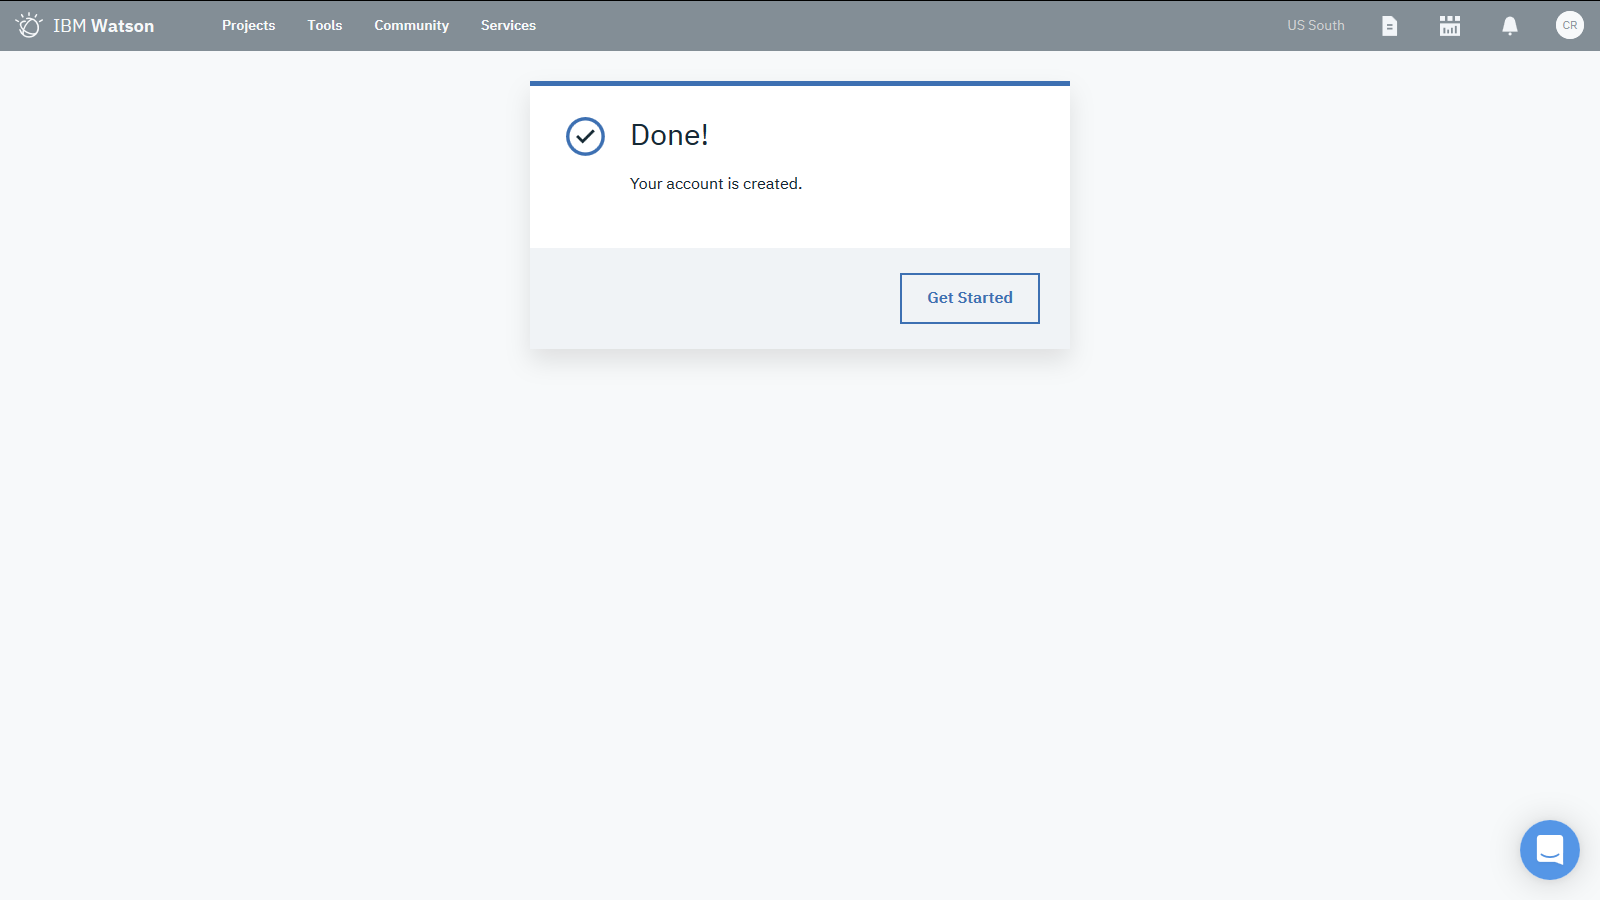 IBM Watson
Projects
Tools
Community
Services
US South
CR
Done!
Your account is created.
Get Started